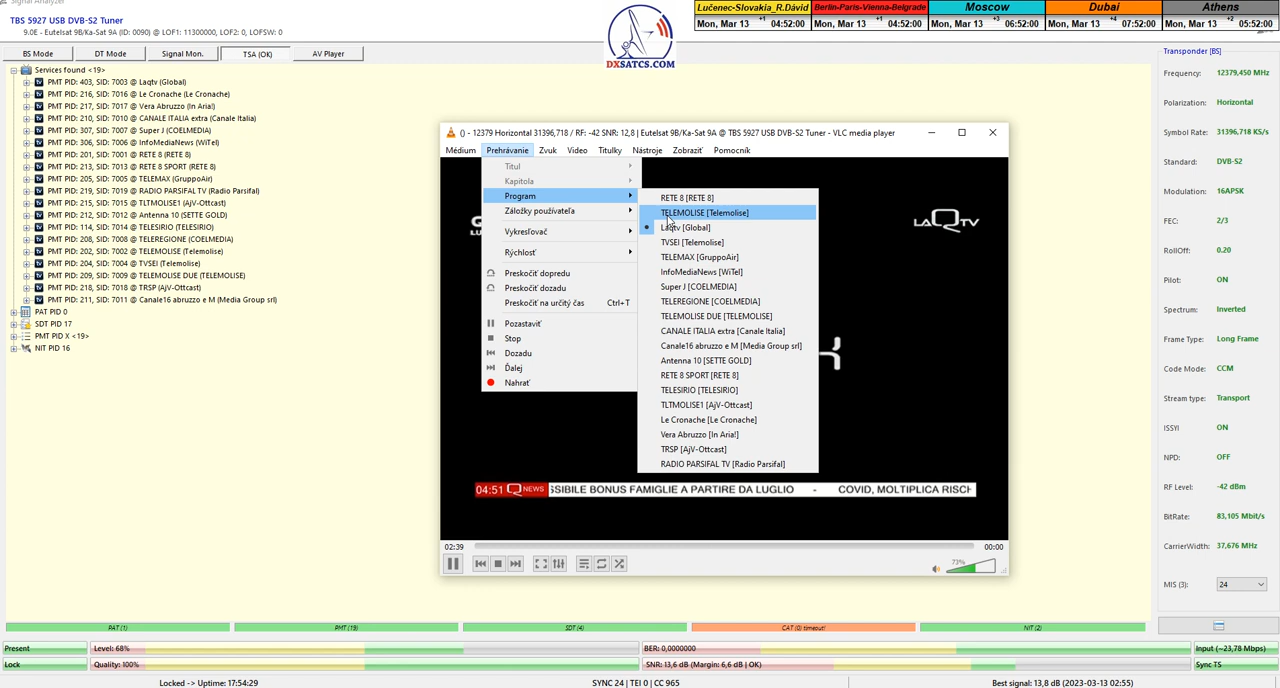 Signal Analyzer
TBS 5927 USB DVB-S2 Tuner
9.0E - Eutelsat 9B/Ka-Sat 9A @ (ID: 0090) @ LOF1: 11300000, LOF2: 0, LOFSW: 0
DXSATCS.COM
Lučenec-Slovakia_R.Dávid
Mon, Mar 13 +1 04:52:00
Berlin-Paris-Vienna-Belgrade
Mon, Mar 13 +1 04:52:00
Moscow
Mon, Mar 13 +3 06:52:00
Dubai
Mon, Mar 13 +4 07:52:00
Athens
Mon, Mar 13 +2 05:52:00
BS Mode
DT Mode
Signal Mon.
TSA (OK)
AV Player
Services found <19>
PMT PID: 403, SID: 7003 @ Laqtv (Global)
PMT PID: 216, SID: 7016 @ Le Cronache (Le Cronache)
PMT PID: 217, SID: 7017 @ Vera Abruzzo (In Aria!)
PMT PID: 210, SID: 7010 @ CANALE ITALIA extra (Canale Italia)
PMT PID: 307, SID: 7007 @ Super J (COELMEDIA)
PMT PID: 306, SID: 7006 @ InfoMediaNews (WiTel)
PMT PID: 201, SID: 7001 @ RETE 8 (RETE 8)
PMT PID: 213, SID: 7013 @ RETE 8 SPORT (RETE 8)
PMT PID: 205, SID: 7005 @ TELEMAX (GruppoAir)
PMT PID: 219, SID: 7019 @ RADIO PARSIFAL TV (Radio Parsifal)
PMT PID: 215, SID: 7015 @ TLTMOLISE1 (AjV-Ottcast)
PMT PID: 212, SID: 7012 @ Antenna 10 (SETTE GOLD)
PMT PID: 114, SID: 7014 @ TELESIRIO (TELESIRIO)
PMT PID: 208, SID: 7008 @ TELEREGIONE (COELMEDIA)
PMT PID: 202, SID: 7002 @ TELEMOLISE (Telemolise)
PMT PID: 204, SID: 7004 @ TVSEI (Telemolise)
PMT PID: 209, SID: 7009 @ TELEMOLISE DUE (TELEMOLISE)
PMT PID: 218, SID: 7018 @ TRSP (AjV-Ottcast)
PMT PID: 211, SID: 7011 @ Canale16 abruzzo e M (Media Group srl)
PAT PID 0
SDT PID 17
PMT PID X <19>
NIT PID 16
() - 12379 Horizontal 31396,718 / RF: -42 SNR: 12,8 | Eutelsat 9B/Ka-Sat 9A @ TBS 5927 USB DVB-S2 Tuner - VLC media player
Médium Prehrávanie Zvuk Video Titulky Nástroje Zobraziť Pomocník
Titul
Kapitola
Program
Záložky používateľa
Vykresľovač
Rýchlosť
Preskočiť dopredu
Preskočiť dozadu
Preskočiť na určitý čas Ctrl+T
Pozastaviť
Stop
Dozadu
Ďalej
Nahrať
RETE 8 [RETE 8]
TELEMOLISE [Telemolise]
Laqtv [Global]
TVSEI [Telemolise]
TELEMAX [GruppoAir]
InfoMediaNews [WiTel]
Super J [COELMEDIA]
TELEREGIONE [COELMEDIA]
TELEMOLISE DUE [TELEMOLISE]
CANALE ITALIA extra [Canale Italia]
Canale16 abruzzo e M [Media Group srl]
Antenna 10 [SETTE GOLD]
RETE 8 SPORT [RETE 8]
TELESIRIO [TELESIRIO]
TLTMOLISE1 [AjV-Ottcast]
Le Cronache [Le Cronache]
Vera Abruzzo [In Aria!]
TRSP [AjV-Ottcast]
RADIO PARSIFAL TV [Radio Parsifal]
LAQTV
04:51 Q NEWS SSIBILE BONUS FAMIGLIE A PARTIRE DA LUGLIO - COVID, MOLTIPLICA RISCH
02:39
00:00
73%
Transponder [BS]
Frequency: 12379,450 MHz
Polarization: Horizontal
Symbol Rate: 31396,718 KS/s
Standard: DVB-S2
Modulation: 16APSK
FEC: 2/3
RollOff: 0.20
Pilot: ON
Spectrum: Inverted
Frame Type: Long Frame
Code Mode: CCM
Stream type: Transport
ISSYI ON
NPD: OFF
RF Level: -42 dBm
BitRate: 83,105 Mbit/s
CarrierWidth: 37,676 MHz
MIS (3): 24
PAT (1)
PMT (19)
SDT (4)
CAT (0) timeout!
NIT (2)
Present
Level: 68%
BER: 0,0000000
Input (~23,78 Mbps)
Lock
Quality: 100%
SNR: 13,6 dB (Margin: 6,6 dB | OK)
Sync TS
Locked -> Uptime: 17:54:29
SYNC 24 | TEI 0 | CC 965
Best signal: 13,8 dB (2023-03-13 02:55)